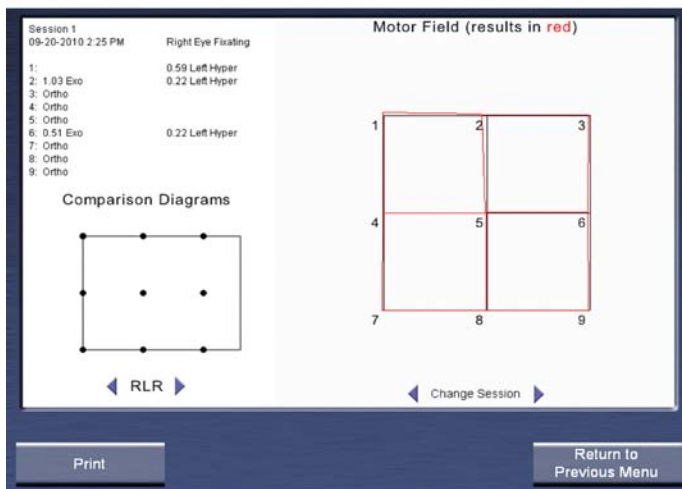 Session 1
09-20-2010 2:25 PM Right Eye Fixating
1: 0.59 Left Hyper
2: 1.03 Exo 0.22 Left Hyper
3: Ortho
4: Ortho
5: Ortho
6: 0.51 Exo 0.22 Left Hyper
7: Ortho
8: Ortho
9: Ortho
Comparison Diagrams
RLR
Motor Field (results in red)
1 2 3
4 5 6
7 8 9
Change Session
Print
Return to
Previous Menu